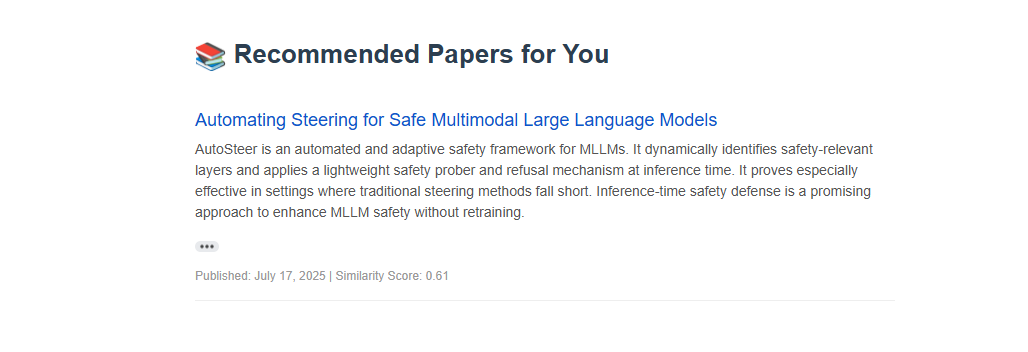 📚 Recommended Papers for You
Automating Steering for Safe Multimodal Large Language Models
AutoSteer is an automated and adaptive safety framework for MLLMs. It dynamically identifies safety-relevant
layers and applies a lightweight safety prober and refusal mechanism at inference time. It proves especially
effective in settings where traditional steering methods fall short. Inference-time safety defense is a promising
approach to enhance MLLM safety without retraining.
•••
Published: July 17, 2025 | Similarity Score: 0.61